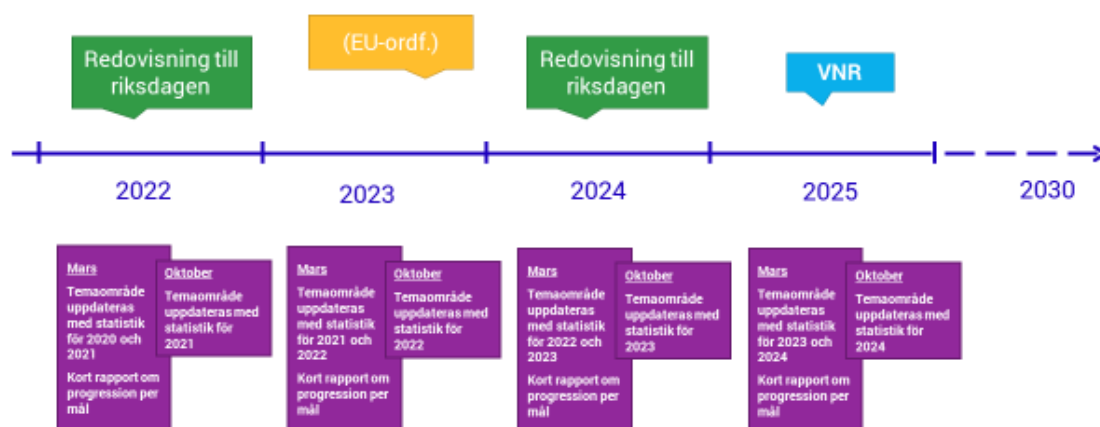 Redovisning till
riksdagen
(EU-ordf.)
Redovisning till
riksdagen
VNR
2022
2023
2024
2025
2030
Mars
Temaområde
uppdateras
med statistik
för 2020 och
2021
Kort rapport om
progression per
mål
Oktober
Temaområde
uppdateras med
statistik för
2021
Mars
Temaområde
uppdateras
med statistik
för 2021 och
2022
Kort rapport om
progression per
mål
Oktober
Temaområde
uppdateras med
statistik för
2022
Mars
Temaområde
uppdateras
med statistik
för 2022 och
2023
Kort rapport om
progression per
mål
Oktober
Temaområde
uppdateras med
statistik för
2023
Mars
Temaområde
uppdateras
med statistik
för 2023 och
2024
Kort rapport om
progression per
mål
Oktober
Temaområde
uppdateras med
statistik för
2024